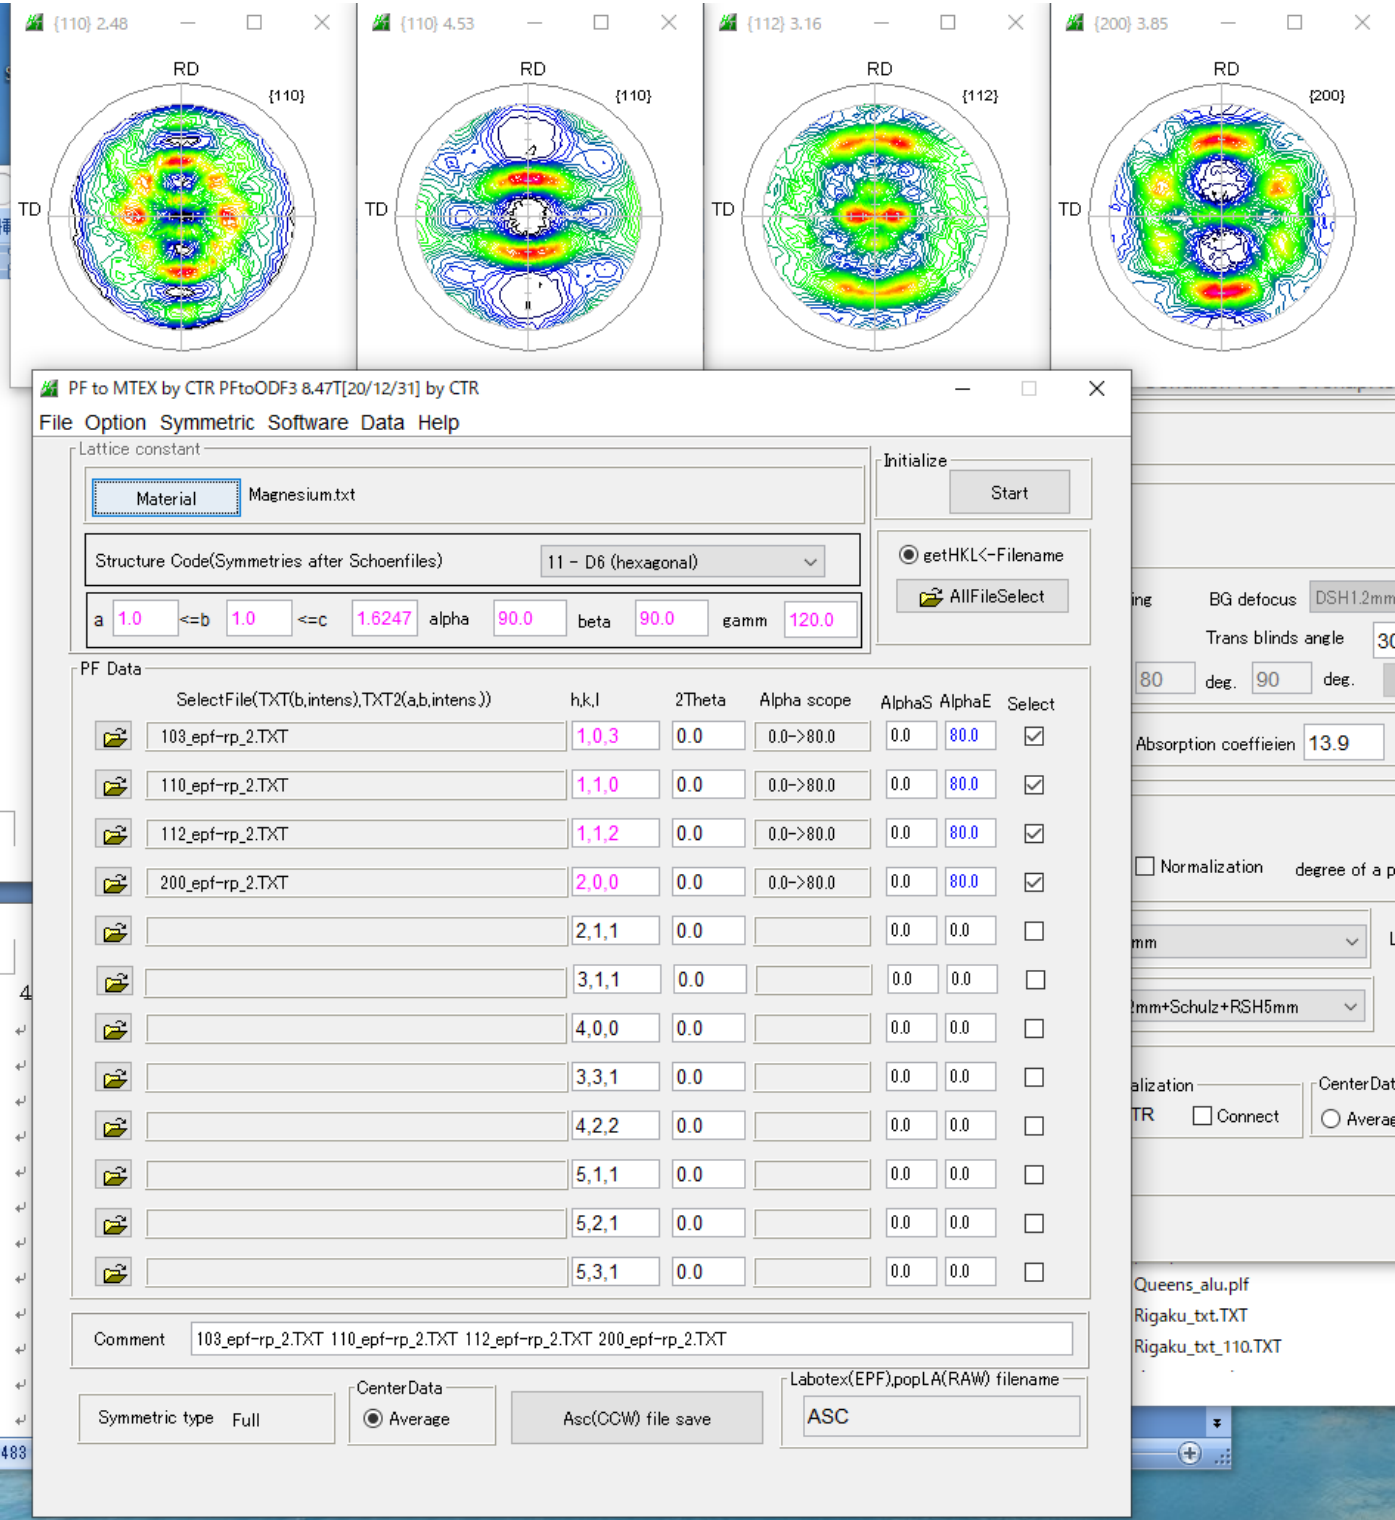 {110} 2.48
{110} 4.53
{112} 3.16
{200} 3.85
RD
{110}
TD
RD
{110}
TD
RD
{112}
TD
RD
{200}
TD
PF to MTEX by CTR PFtoODF3 8.47T[20/12/31] by CTR
File Option Symmetric Software Data Help
Lattice constant
Material
Magnesium.txt
Initialize
Start
Structure Code(Symmetries after Schoenfiles)
11 - D6 (hexagonal)
getHKL<-Filename
AllFileSelect
a 1.0 <=b 1.0 <=c 1.6247 alpha 90.0 beta 90.0 gamm 120.0
PF Data
SelectFile(TXT(b,intens),TXT2(a,b,intens.)) h,k,l 2Theta Alpha scope AlphaS AlphaE Select
103_epf-rp_2.TXT 1,0,3 0.0 0.0->80.0 0.0 80.0
110_epf-rp_2.TXT 1,1,0 0.0 0.0->80.0 0.0 80.0
112_epf-rp_2.TXT 1,1,2 0.0 0.0->80.0 0.0 80.0
200_epf-rp_2.TXT 2,0,0 0.0 0.0->80.0 0.0 80.0
2,1,1 0.0 0.0 0.0
3,1,1 0.0 0.0 0.0
4,0,0 0.0 0.0 0.0
3,3,1 0.0 0.0 0.0
4,2,2 0.0 0.0 0.0
5,1,1 0.0 0.0 0.0
5,2,1 0.0 0.0 0.0
5,3,1 0.0 0.0 0.0
Comment 103_epf-rp_2.TXT 110_epf-rp_2.TXT 112_epf-rp_2.TXT 200_epf-rp_2.TXT
Symmetric type Full
CenterData
Average
Asc(CCW) file save
Labotex(EPF),popLA(RAW) filename
ASC
BG defocus DSH1.2mm
Trans blinds angle 30
80 deg. 90 deg.
Absorption coeffieien 13.9
Normalization degree of a p
mm
2mm+Schulz+RSH5mm
alization
TR Connect
CenterDat
Averag
Queens_alu.plf
Rigaku_txt.TXT
Rigaku_txt_110.TXT
4
483